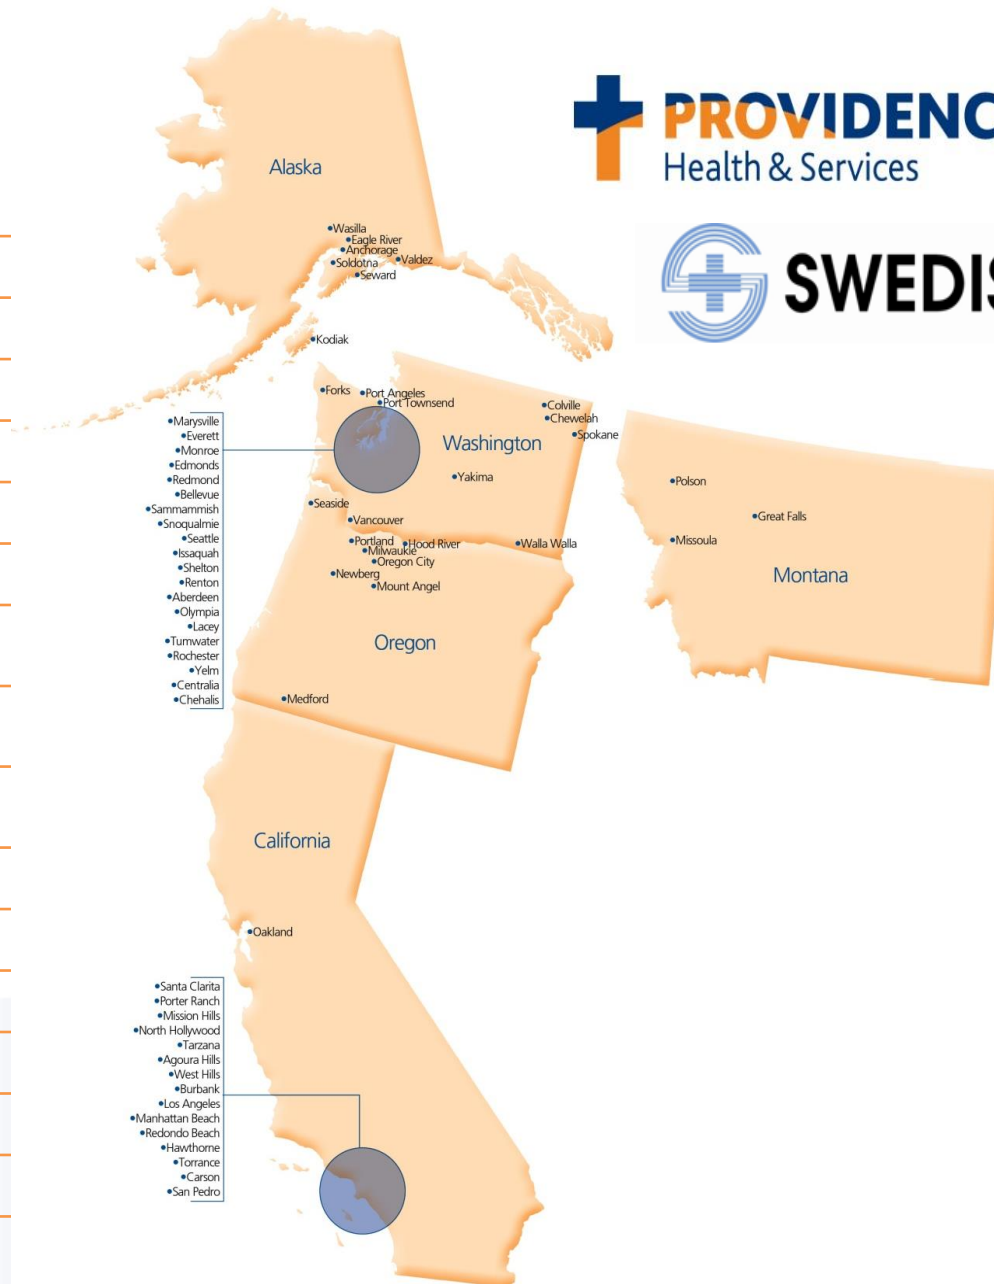 PROVIDENC
Health & Services
SWEDIS
Alaska
Wasilla
Eagle River
Anchorage
Soldotna
Valdez
Seward
Kodiak
Forks
Port Angeles
Port Townsend
Colville
Chewelah
Spokane
Washington
Yakima
Marysville
Everett
Monroe
Edmonds
Redmond
Bellevue
Sammammish
Snoqualmie
Seattle
Issaquah
Shelton
Renton
Aberdeen
Olympia
Lacey
Tumwater
Rochester
Yelm
Centralia
Chehalis
Seaside
Vancouver
Portland
Hood River
Walla Walla
Milwaukie
Oregon City
Newberg
Mount Angel
Oregon
Medford
Polson
Great Falls
Missoula
Montana
California
Oakland
Santa Clarita
Porter Ranch
Mission Hills
North Hollywood
Tarzana
Agoura Hills
West Hills
Burbank
Los Angeles
Manhattan Beach
Redondo Beach
Hawthorne
Torrance
Carson
San Pedro